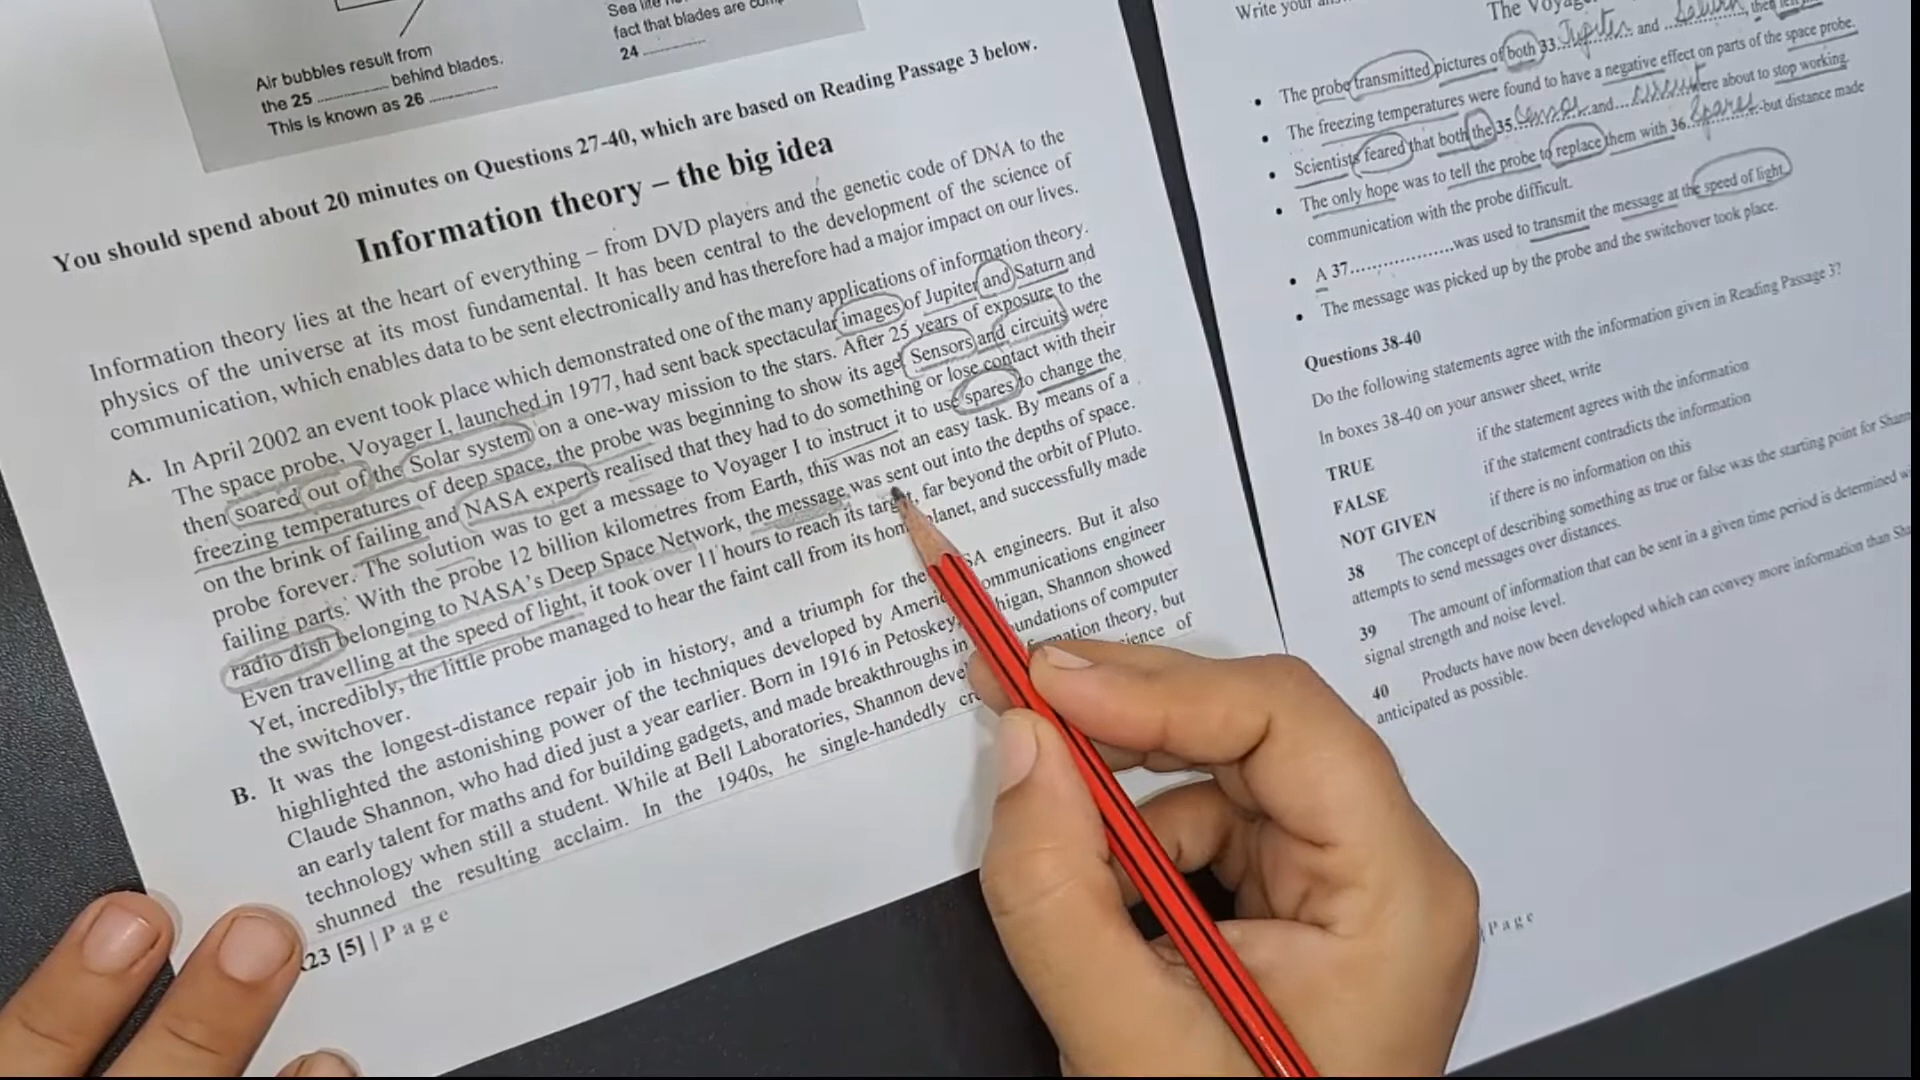 Air bubbles result from
the 25 ............ behind blades.
This is known as 26 ............
Sea life
fact that blades are
24 ............
You should spend about 20 minutes on Questions 27-40, which are based on Reading Passage 3 below.
Information theory – the big idea
Information theory lies at the heart of everything – from DVD players and the genetic code of DNA to the
physics of the universe at its most fundamental. It has been central to the development of the science of
communication, which enables data to be sent electronically and has therefore had a major impact on our lives.
A. In April 2002 an event took place which demonstrated one of the many applications of information theory.
The space probe, Voyager I, launched in 1977, had sent back spectacular images of Jupiter and Saturn and
then soared out of the Solar system on a one-way mission to the stars. After 25 years of exposure to the
freezing temperatures of deep space, the probe was beginning to show its age. Sensors and circuits were
on the brink of failing and NASA experts realised that they had to do something or lose contact with their
probe forever. The solution was to get a message to Voyager I to instruct it to use spares to change the
failing parts. With the probe 12 billion kilometres from Earth, this was not an easy task. By means of a
radio dish belonging to NASA's Deep Space Network, the message was sent out into the depths of space.
Even travelling at the speed of light, it took over 11 hours to reach its target, far beyond the orbit of Pluto.
Yet, incredibly, the little probe managed to hear the faint call from its home planet, and successfully made
the switchover.
B. It was the longest-distance repair job in history, and a triumph for the NASA engineers. But it also
highlighted the astonishing power of the techniques developed by American communications engineer
Claude Shannon, who had died just a year earlier. Born in 1916 in Petoskey, Michigan, Shannon showed
an early talent for maths and for building gadgets, and made breakthroughs in foundations of computer
technology when still a student. While at Bell Laboratories, Shannon developed information theory, but
shunned the resulting acclaim. In the 1940s, he single-handedly science of
23 [5] | Page
Write your
The Voyag
The probe transmitted pictures of both 33 Jupiter and Saturn, then left
The freezing temperatures were found to have a negative effect on parts of the space probe.
Scientists feared that both the 35 Sensor and circuit were about to stop working.
The only hope was to tell the probe to replace them with 36 Spares but distance made
communication with the probe difficult.
A 37 ............ was used to transmit the message at the speed of light.
The message was picked up by the probe and the switchover took place.
Questions 38-40
Do the following statements agree with the information given in Reading Passage 3?
In boxes 38-40 on your answer sheet, write
TRUE if the statement agrees with the information
FALSE if the statement contradicts the information
NOT GIVEN if there is no information on this
38 The concept of describing something as true or false was the starting point for
attempts to send messages over distances.
39 The amount of information that can be sent in a given time period is determined
signal strength and noise level.
40 Products have now been developed which can convey more information than
anticipated as possible.
Page